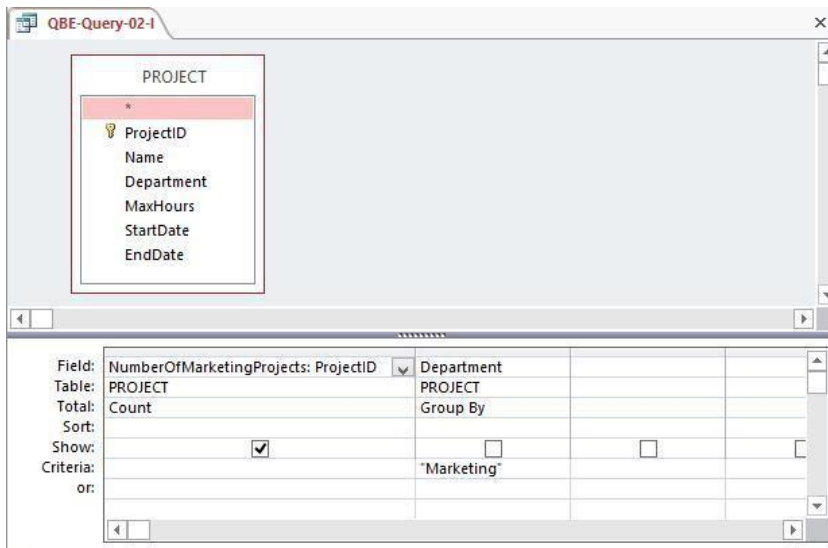 QBE-Query-02-I
PROJECT
*
ProjectID
Name
Department
MaxHours
StartDate
EndDate
Field: NumberOfMarketingProjects: ProjectID Department
Table: PROJECT PROJECT
Total: Count Group By
Sort:
Show:
Criteria: "Marketing"
or: